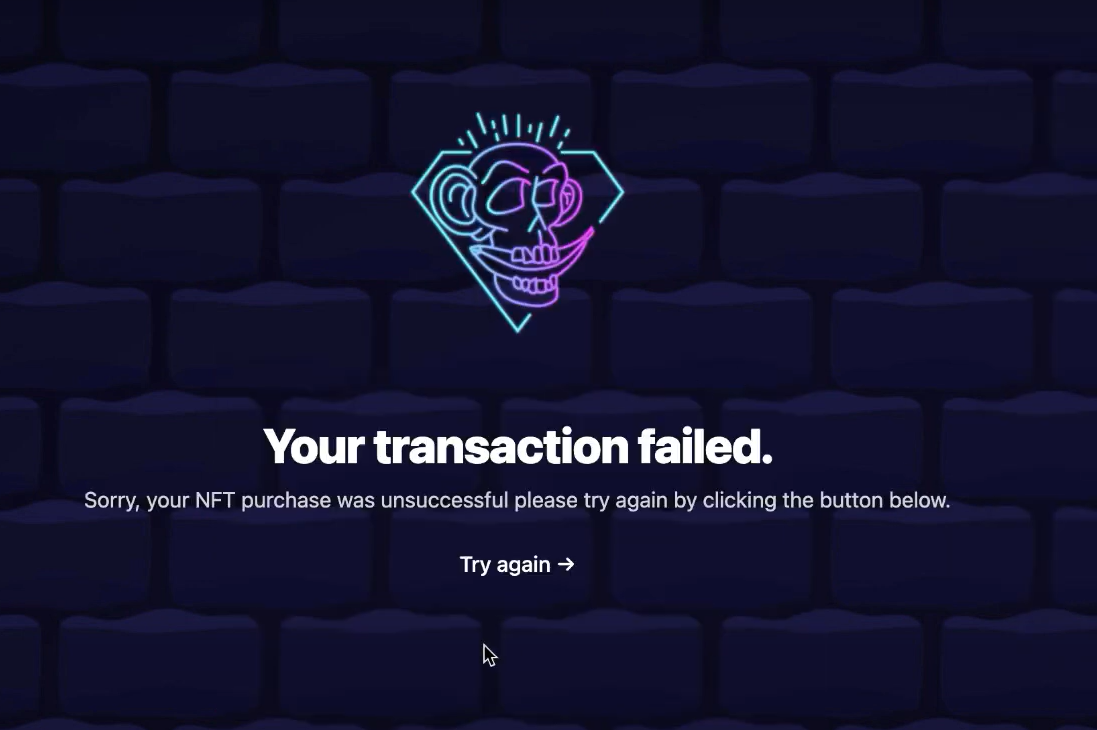 Your transaction failed.
Sorry, your NFT purchase was unsuccessful please try again by clicking the button below.
Try again →